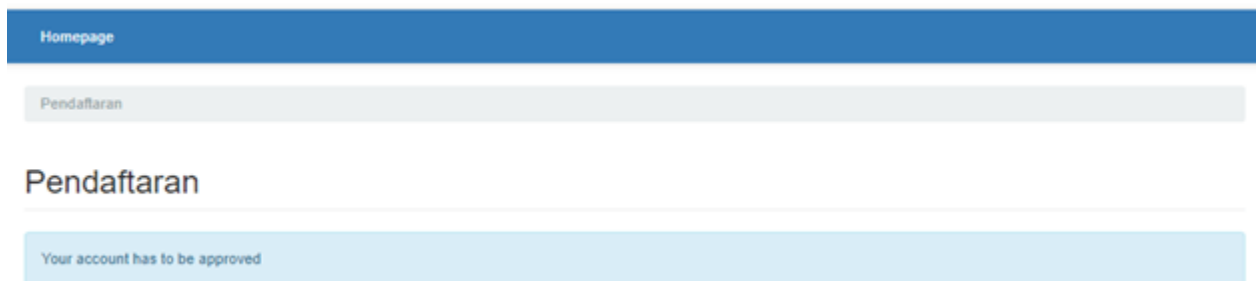 Homepage
Pendaftaran
Pendaftaran
Your account has to be approved